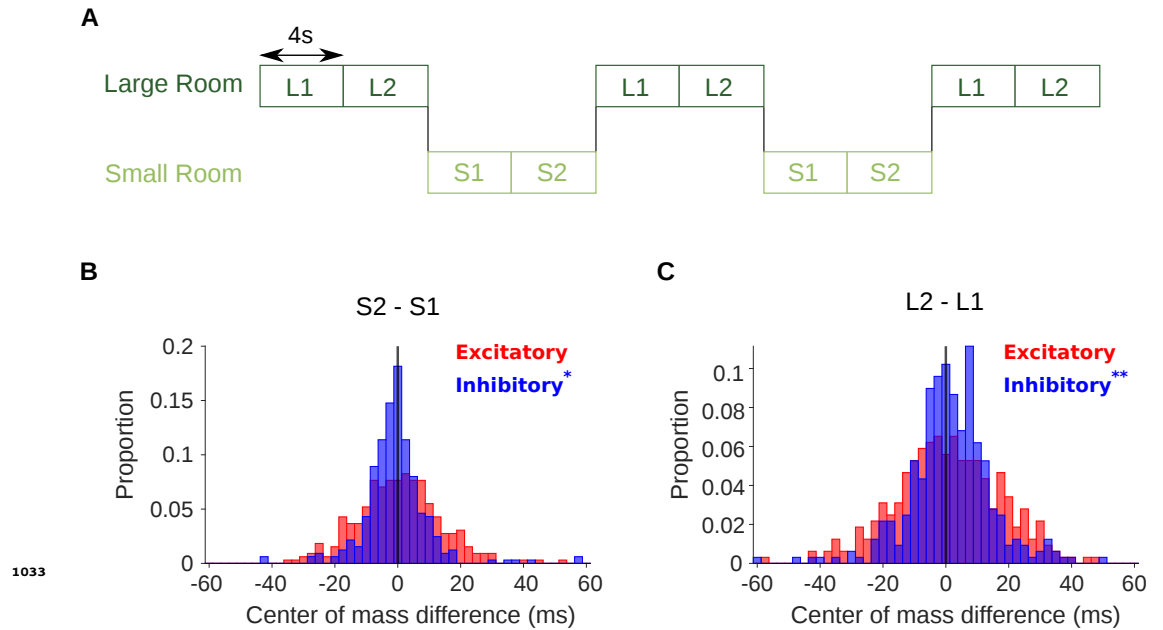 A
4s
Large Room
L1 L2 L1 L2 L1 L2
Small Room
S1 S2 S1 S2
B
S2 - S1
Excitatory
Inhibitory*
0.2
0.15
0.1
0.05
0
Proportion
-60 -40 -20 0 20 40 60
Center of mass difference (ms)
C
L2 - L1
Excitatory
Inhibitory**
0.1
0.08
0.06
0.04
0.02
0
Proportion
-60 -40 -20 0 20 40 60
Center of mass difference (ms)
1033